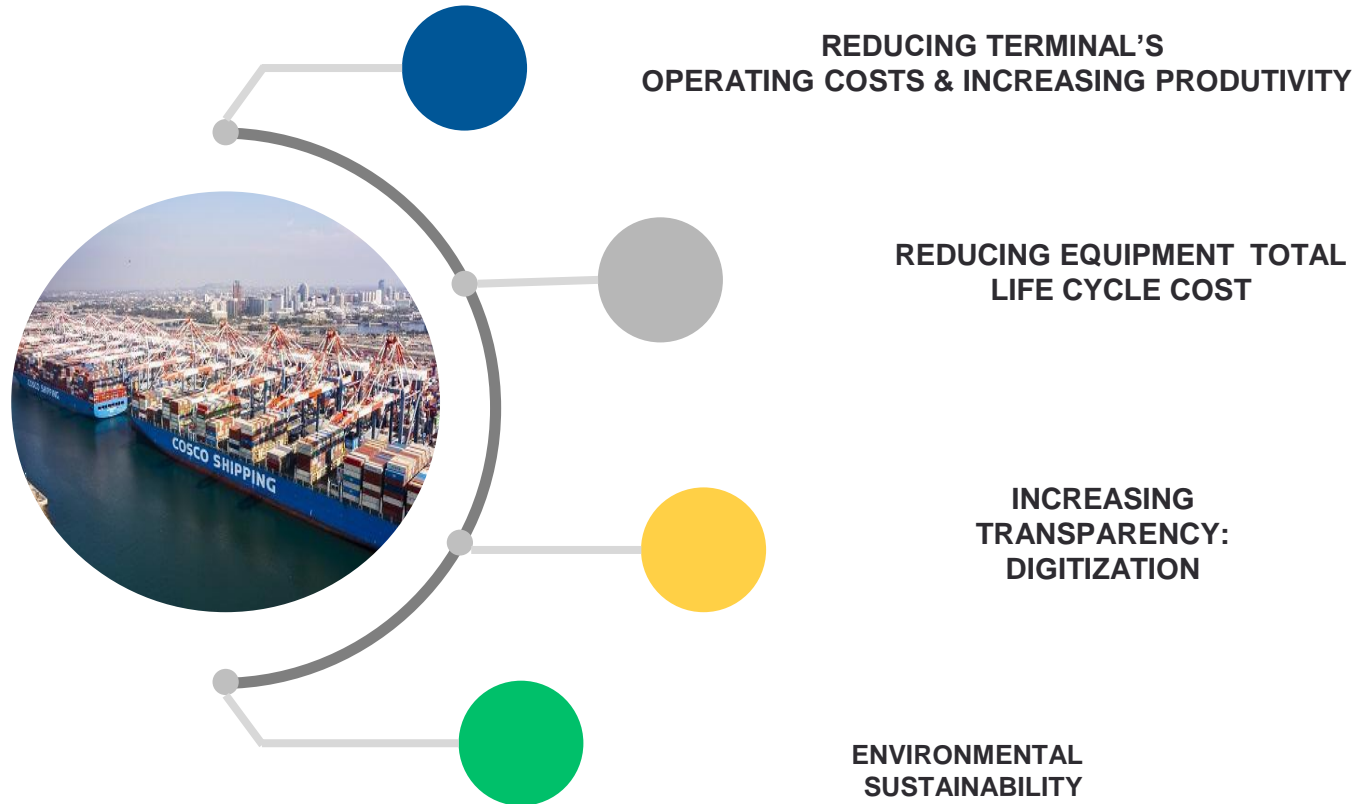 REDUCING TERMINAL’S
OPERATING COSTS & INCREASING PRODUTIVITY
REDUCING EQUIPMENT TOTAL
LIFE CYCLE COST
COSCO SHIPPING
COSCO SHIPPING
INCREASING
TRANSPARENCY:
DIGITIZATION
ENVIRONMENTAL
SUSTAINABILITY